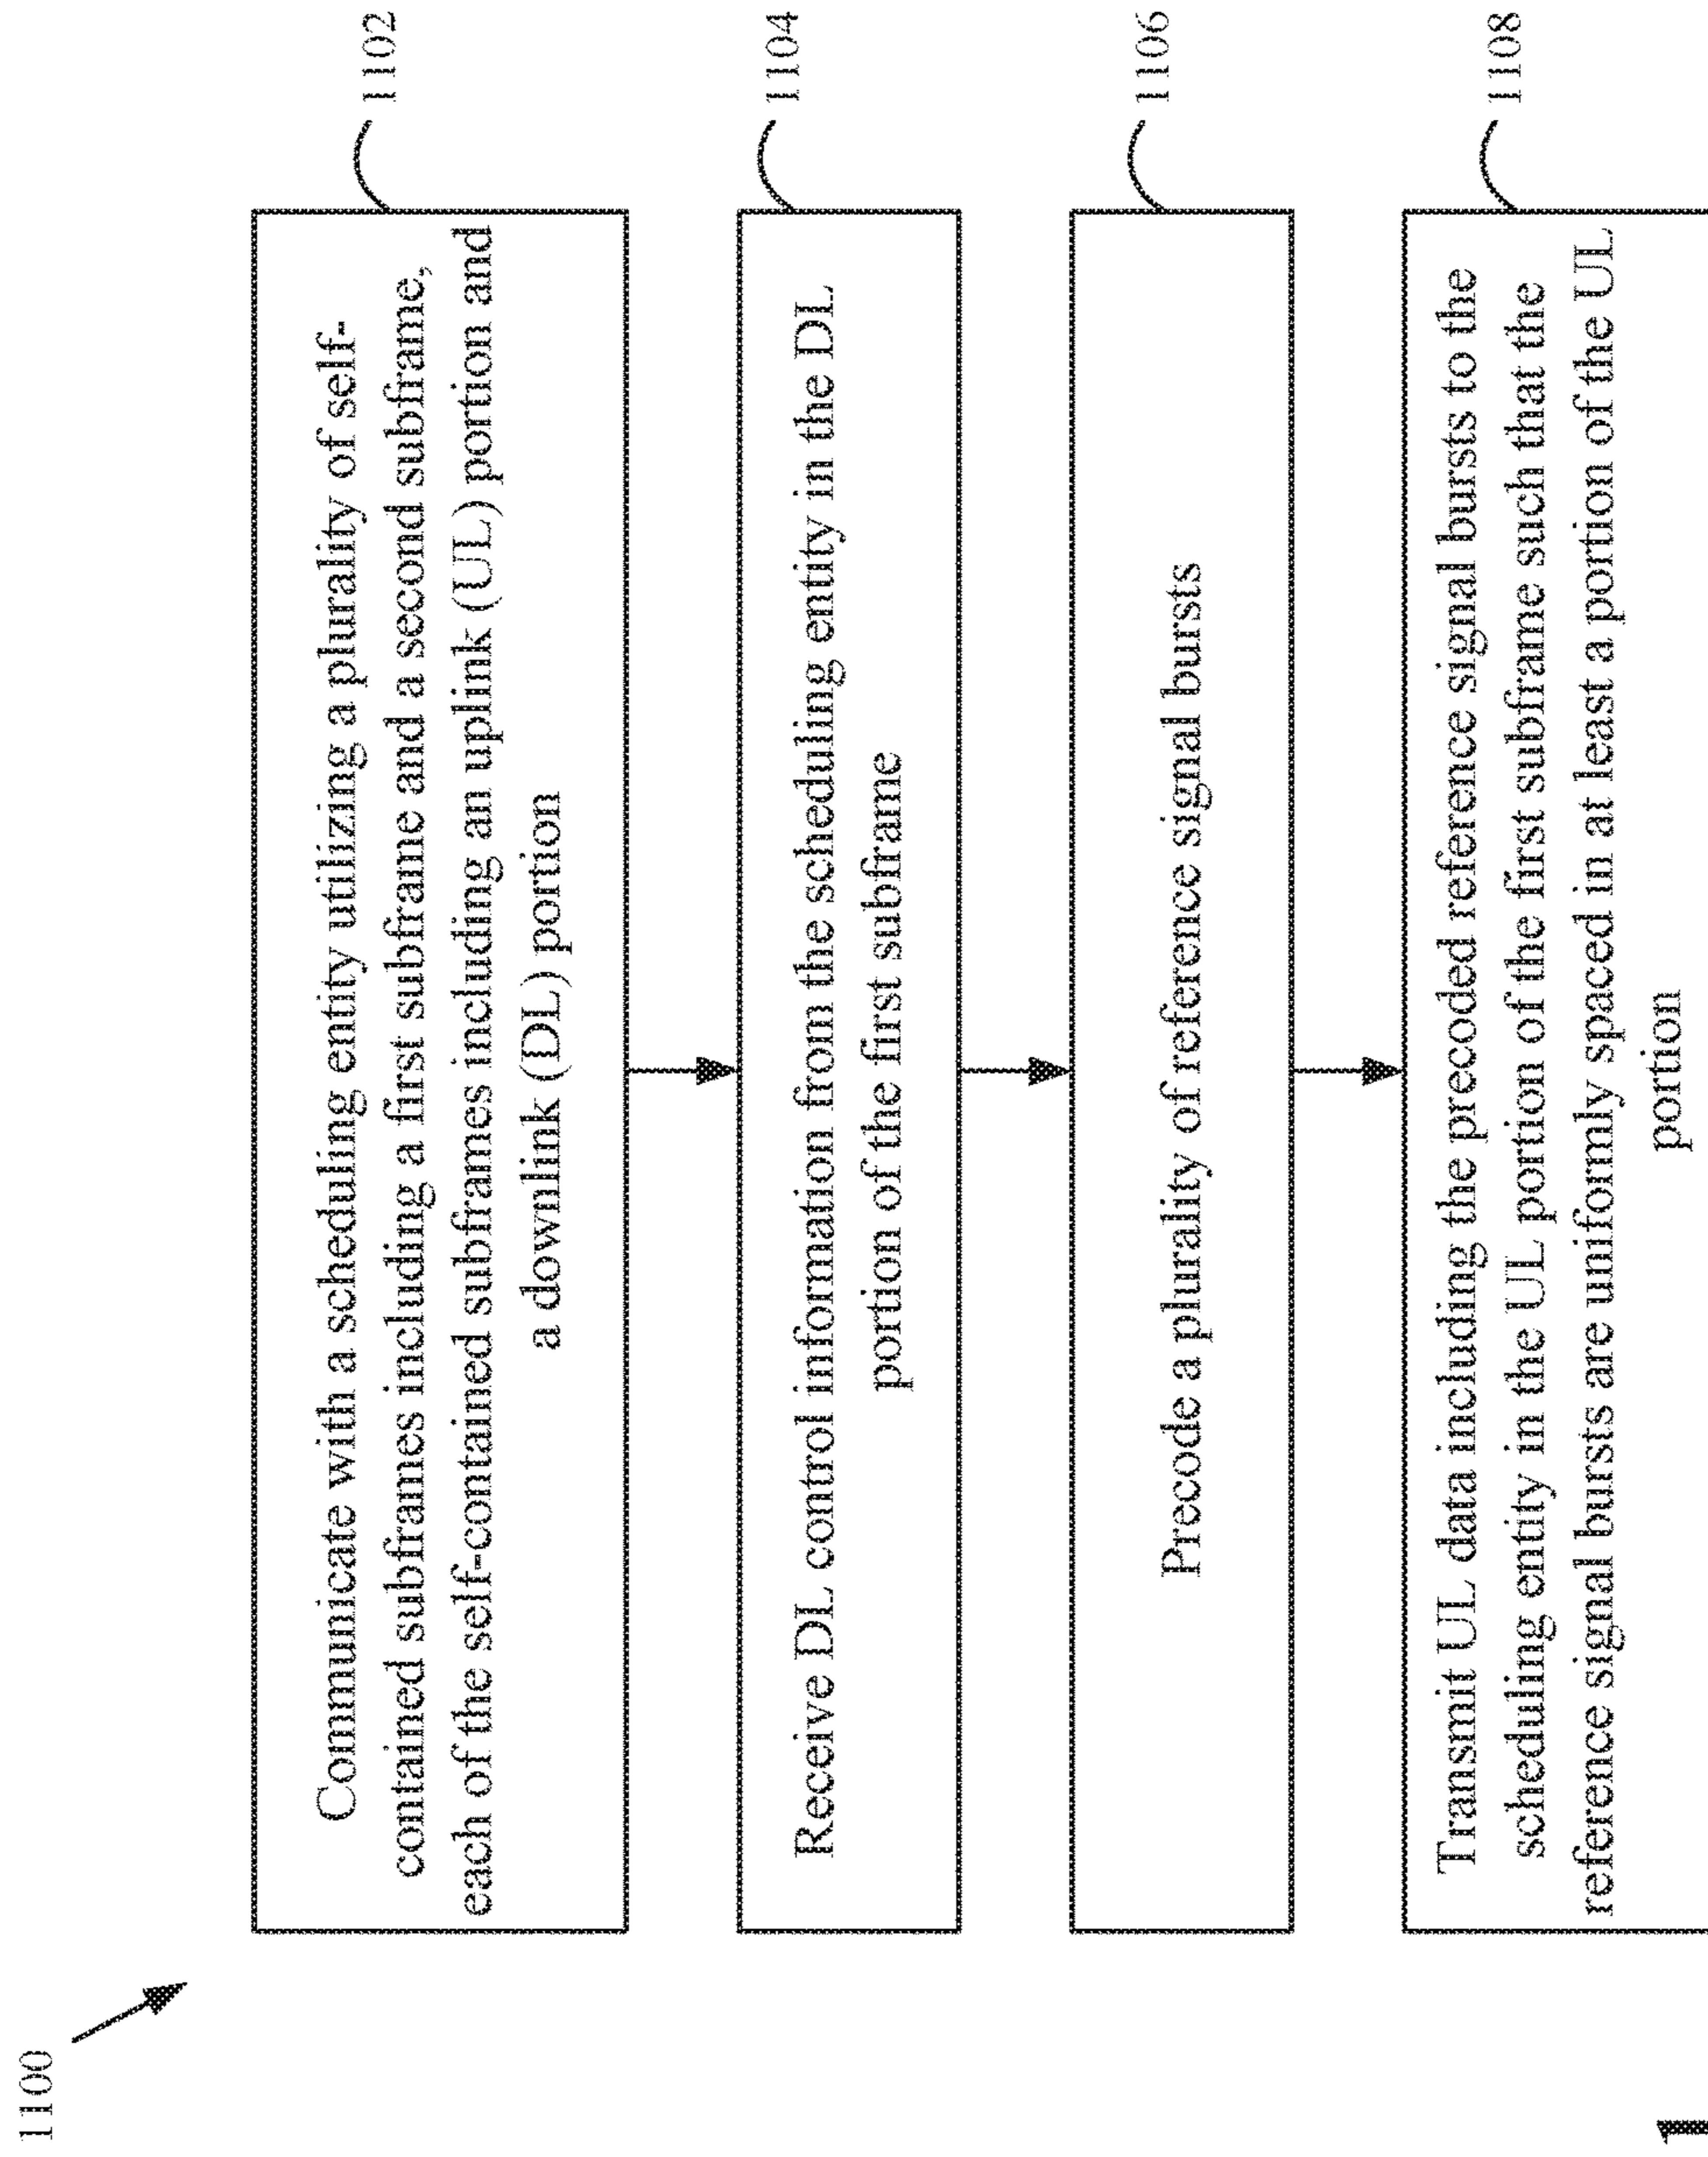 1100
Communicate with a scheduling entity utilizing a plurality of self-
contained subframes including a first subframe and a second subframe,
each of the self-contained subframes including an uplink (UL) portion and
a downlink (DL) portion
1102
Receive DL control information from the scheduling entity in the DL
portion of the first subframe
1104
Precode a plurality of reference signal bursts
1106
Transmit UL data including the precoded reference signal bursts to the
scheduling entity in the UL portion of the first subframe such that the
reference signal bursts are uniformly spaced in at least a portion of the UL
portion
1108